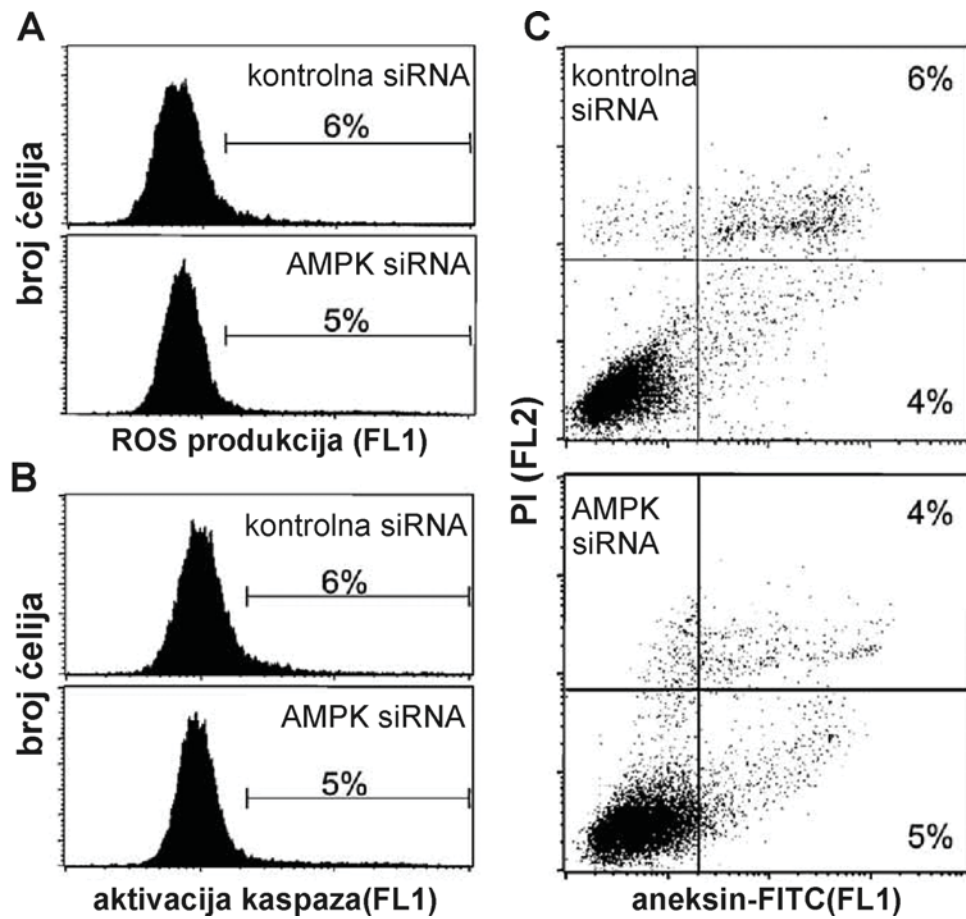 A
kontrolna siRNA
6%
AMPK siRNA
5%
broj ćelija
ROS produkcija (FL1)
B
kontrolna siRNA
6%
AMPK siRNA
5%
broj ćelija
aktivacija kaspaza(FL1)
C
kontrolna
siRNA
6%
4%
PI (FL2)
AMPK
siRNA
4%
5%
aneksin-FITC(FL1)